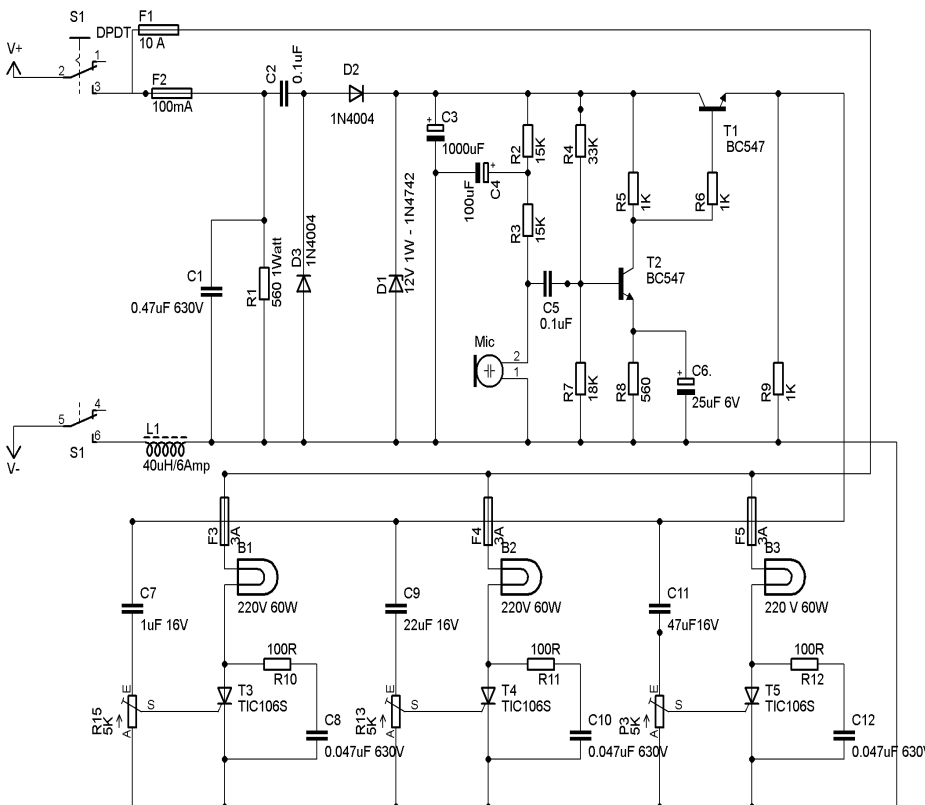 S1
F1
DPDT
10 A
V+
1
2
3
F2
100mA
C2
0.1uF
D2
1N4004
C3
+
1000uF
C4
+
100uF
R2
15K
R3
15K
R4
33K
T1
BC547
R5
1K
R6
1K
C1
0.47uF 630V
R1
560 1Watt
D3
1N4004
D1
12V 1W - 1N4742
C5
0.1uF
T2
BC547
Mic
2
1
R7
18K
R8
560
C6.
+
25uF 6V
R9
1K
4
5
6
V-
S1
L1
40uH/6Amp
F3
3A
B1
220V 60W
F4
3A
B2
220V 60W
F5
3A
B3
220 V 60W
C7
1uF 16V
C9
22uF 16V
C11
47uF16V
100R
R10
100R
R11
100R
R12
R15
5K
E
S
A
T3
TIC106S
C8
0.047uF 630V
R13
5K
E
S
A
T4
TIC106S
C10
0.047uF 630V
P3
5K
E
S
A
T5
TIC106S
C12
0.047uF 630V